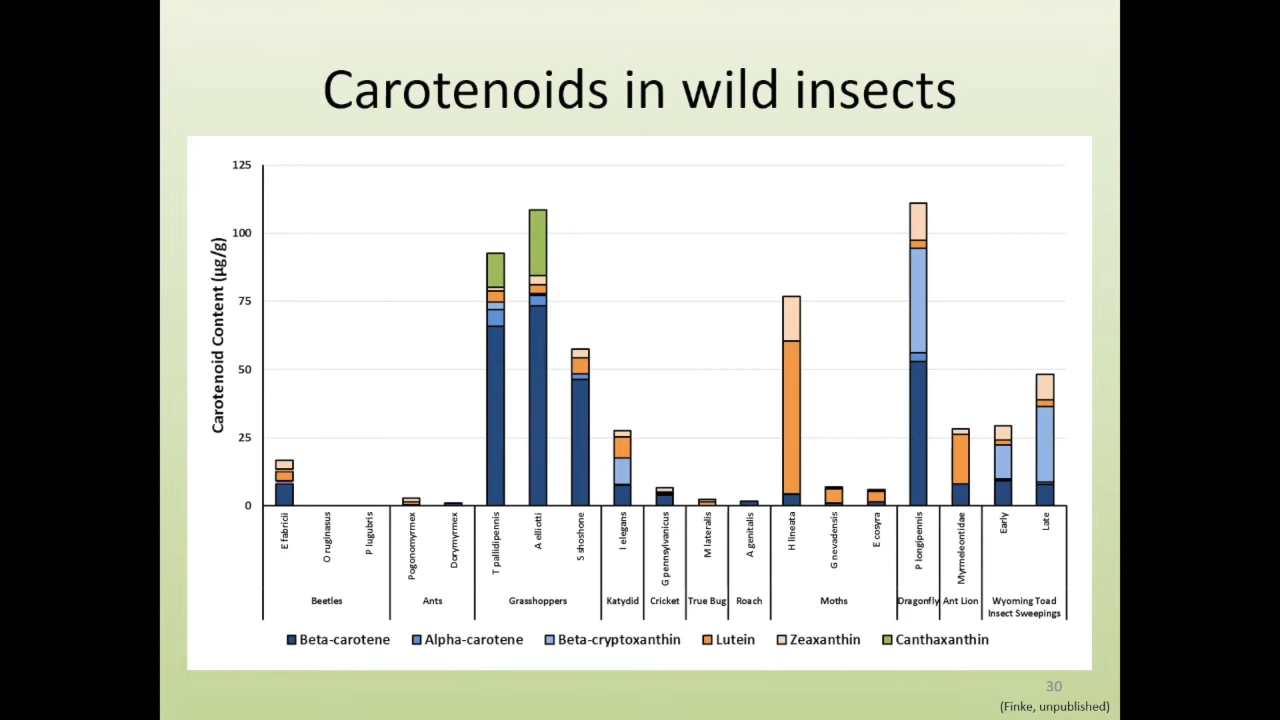 Carotenoids in wild insects
Carotenoid Content (µg/g)
125
100
75
50
25
0
E fabricii
O ruginasus
P lugubris
Pogonomyrmex
Dorymyrmex
T pallidipennis
A elliotti
S shoshone
I elegans
G pennsylvanicus
M lateralis
A genitalis
H lineata
G nevadensis
E cosyra
P longipennis
Myrmeleontidae
Early
Late
Beetles
Ants
Grasshoppers
Katydid
Cricket
True Bug
Roach
Moths
Dragonfly
Ant Lion
Wyoming Toad
Insect Sweepings
Beta-carotene
Alpha-carotene
Beta-cryptoxanthin
Lutein
Zeaxanthin
Canthaxanthin
30
(Finke, unpublished)